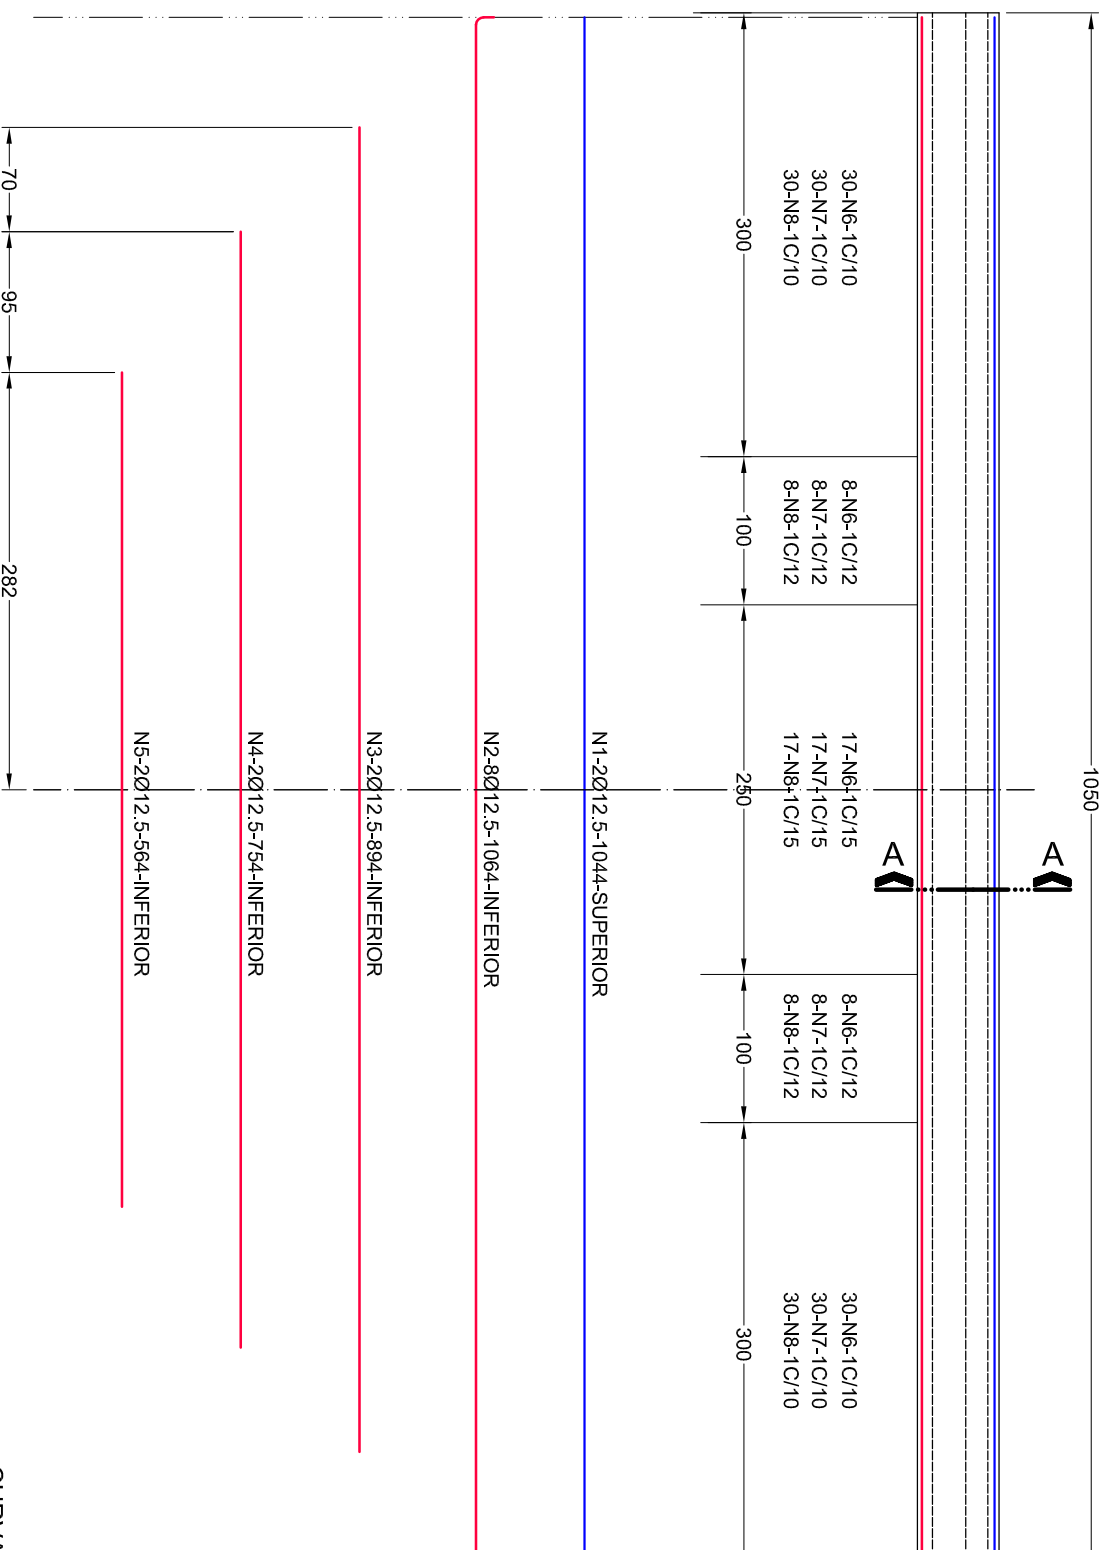 1050
A
A
30-N6-1C/10
30-N7-1C/10
30-N8-1C/10
8-N6-1C/12
8-N7-1C/12
8-N8-1C/12
17-N6-1C/15
17-N7-1C/15
17-N8-1C/15
8-N6-1C/12
8-N7-1C/12
8-N8-1C/12
30-N6-1C/10
30-N7-1C/10
30-N8-1C/10
300
100
250
100
300
N1-2Ø12.5-1044-SUPERIOR
N2-8Ø12.5-1064-INFERIOR
N3-2Ø12.5-894-INFERIOR
N4-2Ø12.5-754-INFERIOR
N5-2Ø12.5-564-INFERIOR
70
95
282